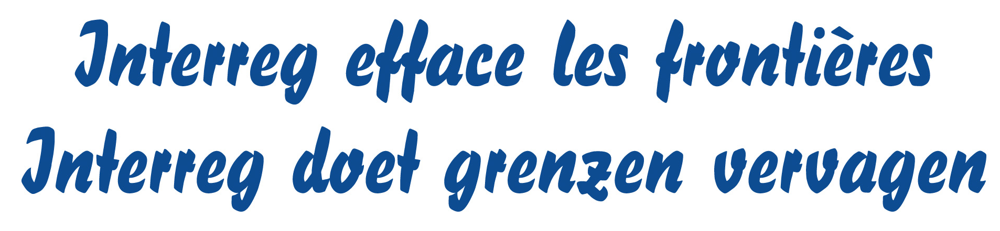 Interreg efface les frontières
Interreg doet grenzen vervagen